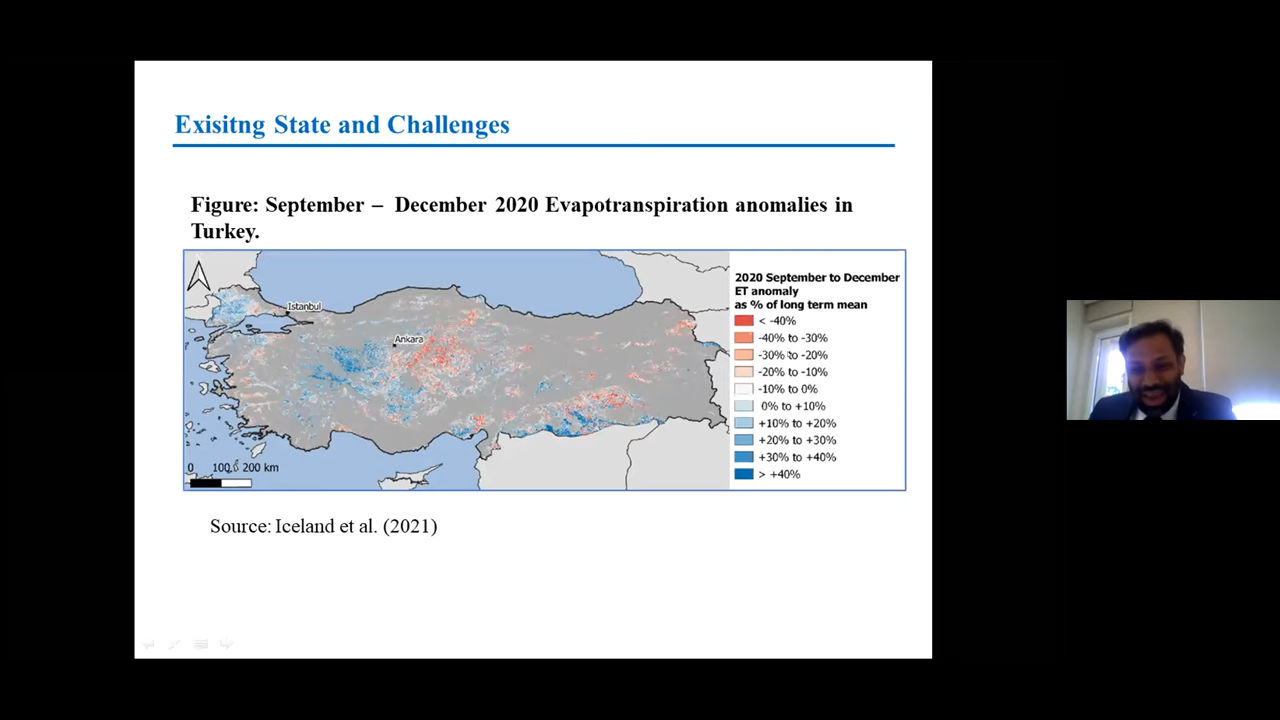 Exisitng State and Challenges
Figure: September – December 2020 Evapotranspiration anomalies in
Turkey.
Istanbul
Ankara
0 100 200 km
2020 September to December
ET anomaly
as % of long term mean
< -40%
-40% to -30%
-30% to -20%
-20% to -10%
-10% to 0%
0% to +10%
+10% to +20%
+20% to +30%
+30% to +40%
> +40%
Source: Iceland et al. (2021)